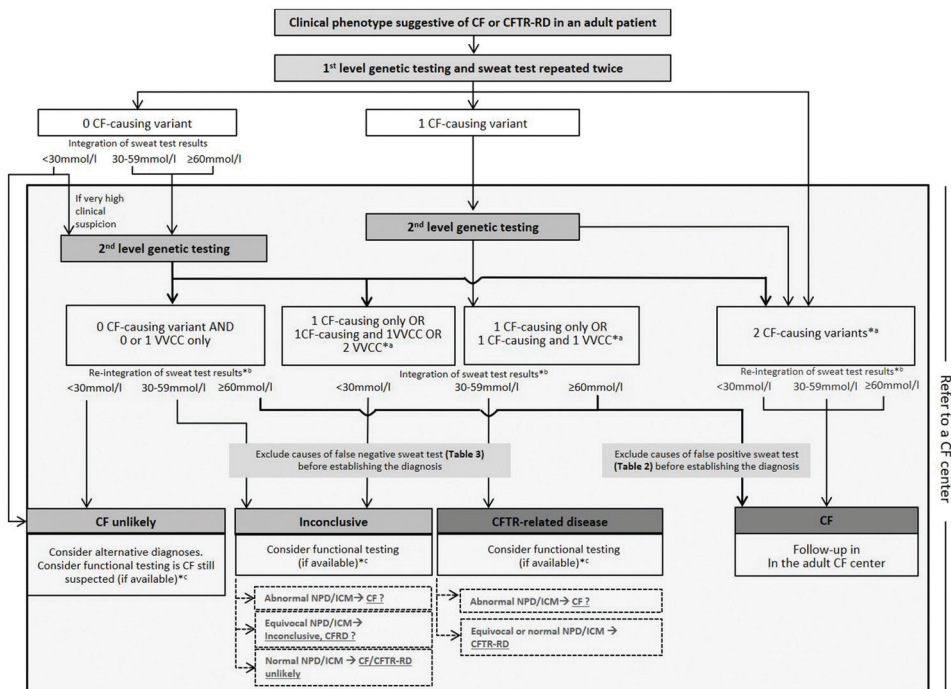 Clinical phenotype suggestive of CF or CFTR-RD in an adult patient
1st level genetic testing and sweat test repeated twice
0 CF-causing variant
1 CF-causing variant
Integration of sweat test results
<30mmol/l 30-59mmol/l ≥60mmol/l
If very high
clinical
suspicion
2nd level genetic testing
2nd level genetic testing
0 CF-causing variant AND
0 or 1 VVCC only
1 CF-causing only OR
1CF-causing and 1VVCC OR
2 VVCC*a
1 CF-causing only OR
1 CF-causing and 1 VVCC*a
2 CF-causing variants*a
Re-integration of sweat test results*b
<30mmol/l 30-59mmol/l ≥60mmol/l
Integration of sweat test results*b
<30mmol/l 30-59mmol/l ≥60mmol/l
Re-integration of sweat test results*b
<30mmol/l 30-59mmol/l ≥60mmol/l
Exclude causes of false negative sweat test (Table 3)
before establishing the diagnosis
Exclude causes of false positive sweat test
(Table 2) before establishing the diagnosis
CF unlikely
Consider alternative diagnoses.
Consider functional testing is CF still
suspected (if available)*c
Inconclusive
Consider functional testing
(if available)*c
Abnormal NPD/ICM→ CF ?
Equivocal NPD/ICM→
Inconclusive, CFRD ?
Normal NPD/ICM → CF/CFTR-RD
unlikely
CFTR-related disease
Consider functional testing
(if available)*c
Abnormal NPD/ICM→ CF ?
Equivocal or normal NPD/ICM →
CFTR-RD
CF
Follow-up in
In the adult CF center
Refer to a CF center